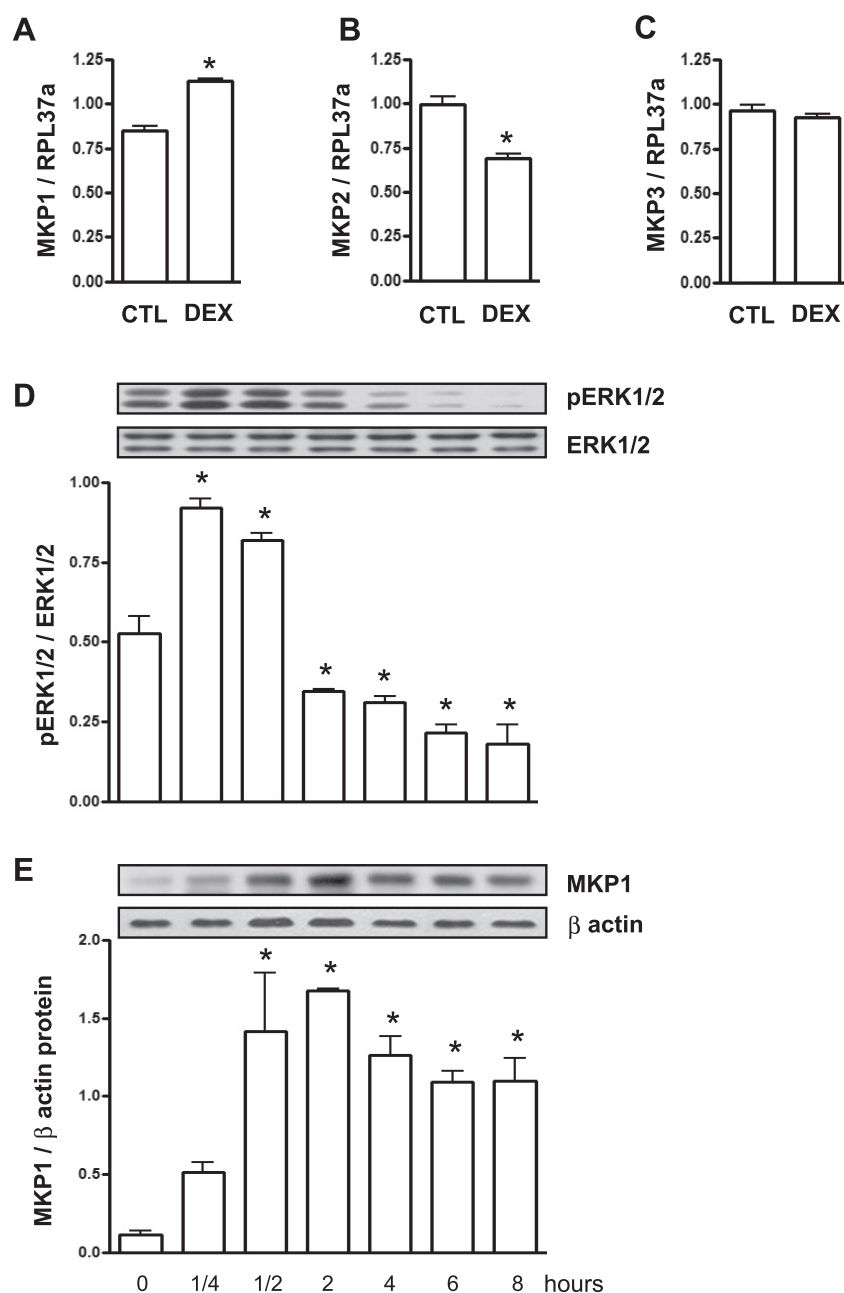 A
B
C
MKP1 / RPL37a
1.25
1.00
0.75
0.50
0.25
0.00
*
CTL DEX
MKP2 / RPL37a
1.25
1.00
0.75
0.50
0.25
0.00
*
CTL DEX
MKP3 / RPL37a
1.25
1.00
0.75
0.50
0.25
0.00
CTL DEX
D
pERK1/2
ERK1/2
pERK1/2 / ERK1/2
1.00
0.75
0.50
0.25
0.00
* * * * * *
E
MKP1
β actin
MKP1 / β actin protein
2.0
1.5
1.0
0.5
0.0
* * * * *
0 1/4 1/2 2 4 6 8 hours